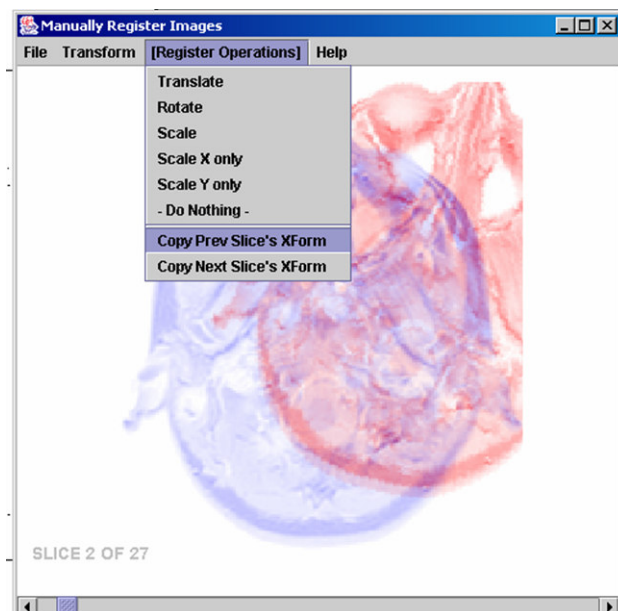 Manually Register Images
File Transform [Register Operations] Help
Translate
Rotate
Scale
Scale X only
Scale Y only
- Do Nothing -
Copy Prev Slice's XForm
Copy Next Slice's XForm
SLICE 2 OF 27